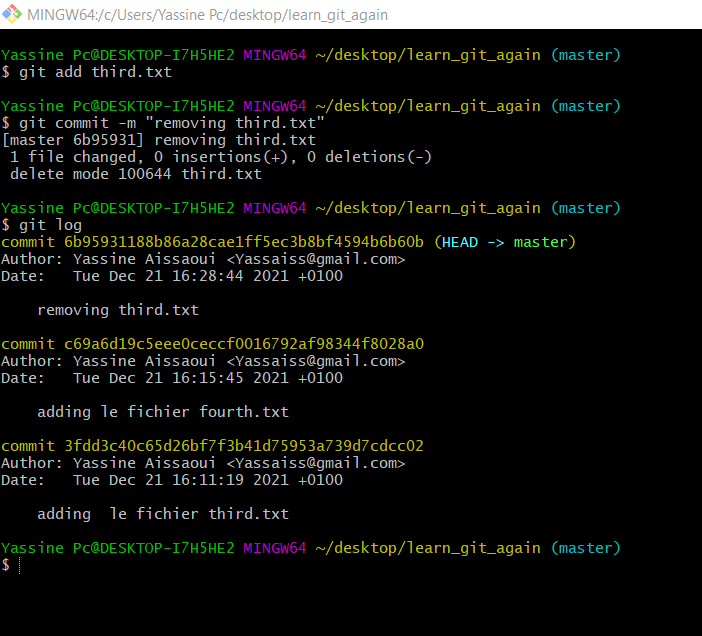 MINGW64:/c/Users/Yassine Pc/desktop/learn_git_again
Yassine Pc@DESKTOP-I7H5HE2 MINGW64 ~/desktop/learn_git_again (master)
$ git add third.txt
Yassine Pc@DESKTOP-I7H5HE2 MINGW64 ~/desktop/learn_git_again (master)
$ git commit -m "removing third.txt"
[master 6b95931] removing third.txt
 1 file changed, 0 insertions(+), 0 deletions(-)
 delete mode 100644 third.txt
Yassine Pc@DESKTOP-I7H5HE2 MINGW64 ~/desktop/learn_git_again (master)
$ git log
commit 6b95931188b86a28cae1ff5ec3b8bf4594b6b60b (HEAD -> master)
Author: Yassine Aissaoui <Yassaiss@gmail.com>
Date:   Tue Dec 21 16:28:44 2021 +0100
    removing third.txt
commit c69a6d19c5eee0ceccf0016792af98344f8028a0
Author: Yassine Aissaoui <Yassaiss@gmail.com>
Date:   Tue Dec 21 16:15:45 2021 +0100
    adding le fichier fourth.txt
commit 3fdd3c40c65d26bf7f3b41d75953a739d7cdcc02
Author: Yassine Aissaoui <Yassaiss@gmail.com>
Date:   Tue Dec 21 16:11:19 2021 +0100
    adding  le fichier third.txt
Yassine Pc@DESKTOP-I7H5HE2 MINGW64 ~/desktop/learn_git_again (master)
$